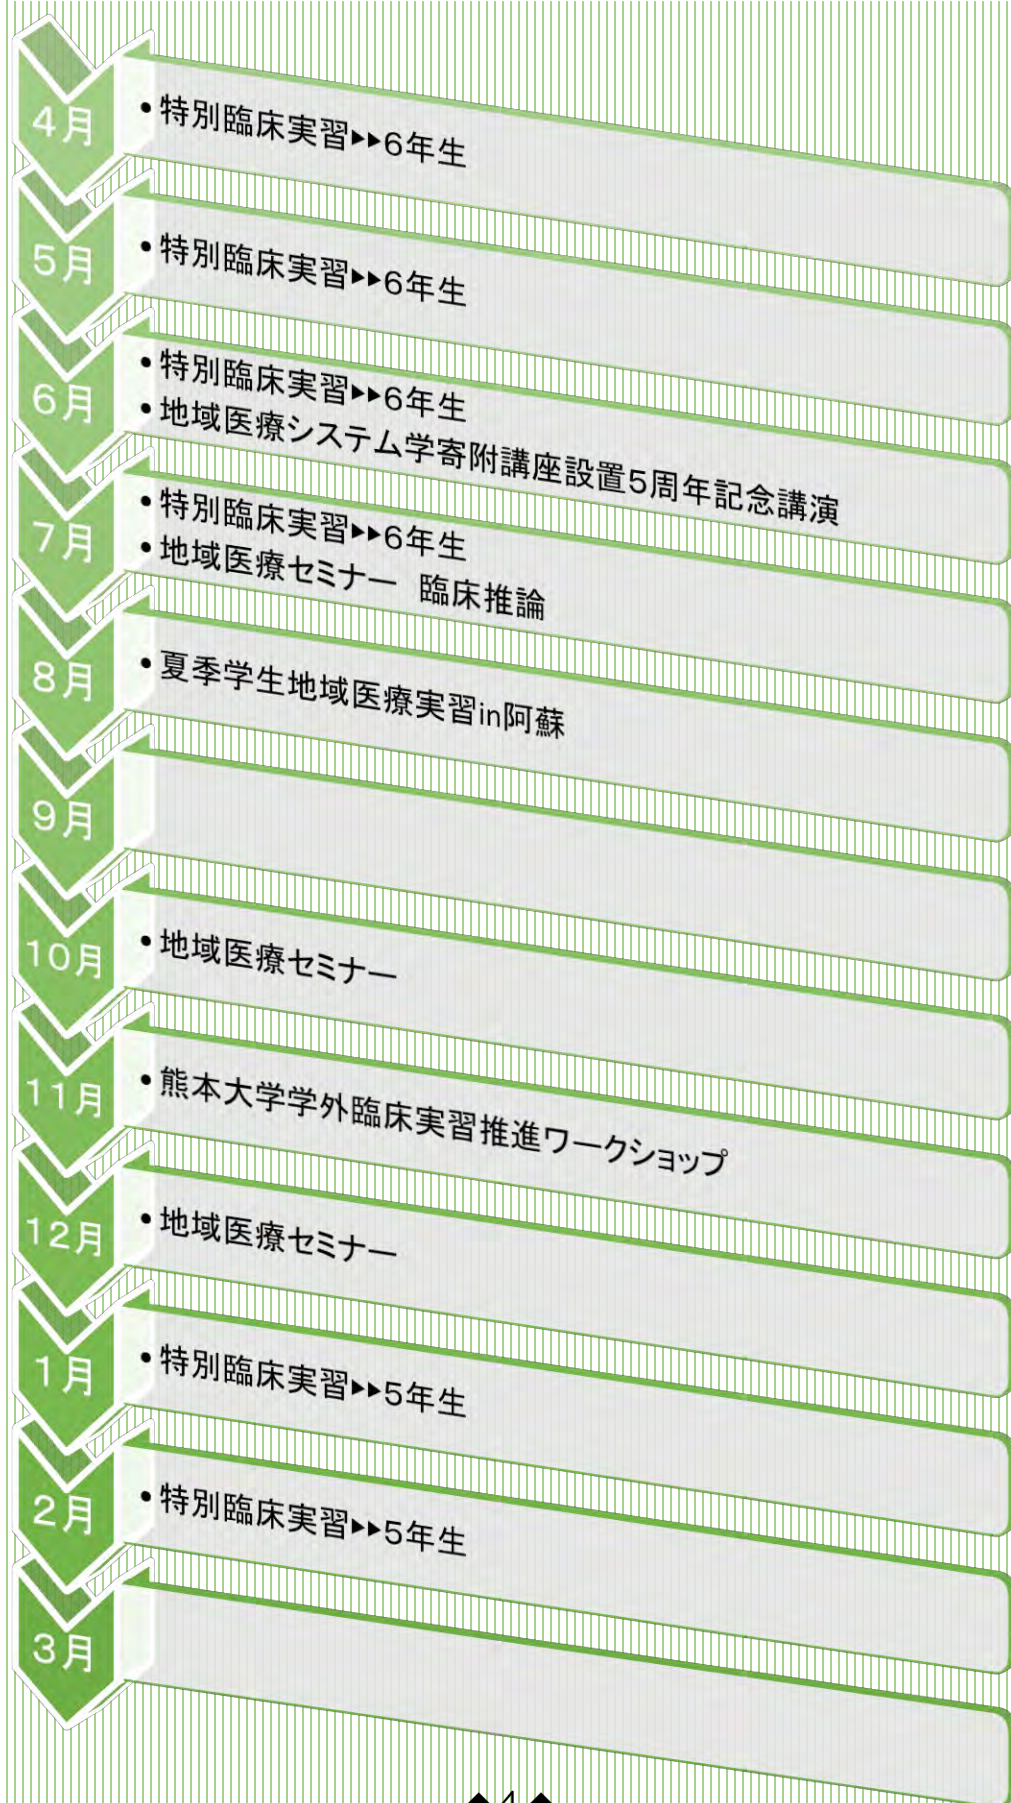 4月
•特別臨床実習▶▶6年生
5月
•特別臨床実習▶▶6年生
6月
•特別臨床実習▶▶6年生
•地域医療システム学寄附講座設置5周年記念講演
7月
•特別臨床実習▶▶6年生
•地域医療セミナー　臨床推論
8月
•夏季学生地域医療実習in阿蘇
9月
10月
•地域医療セミナー
11月
•熊本大学学外臨床実習推進ワークショップ
12月
•地域医療セミナー
1月
•特別臨床実習▶▶5年生
2月
•特別臨床実習▶▶5年生
3月
◆ 4 ◆